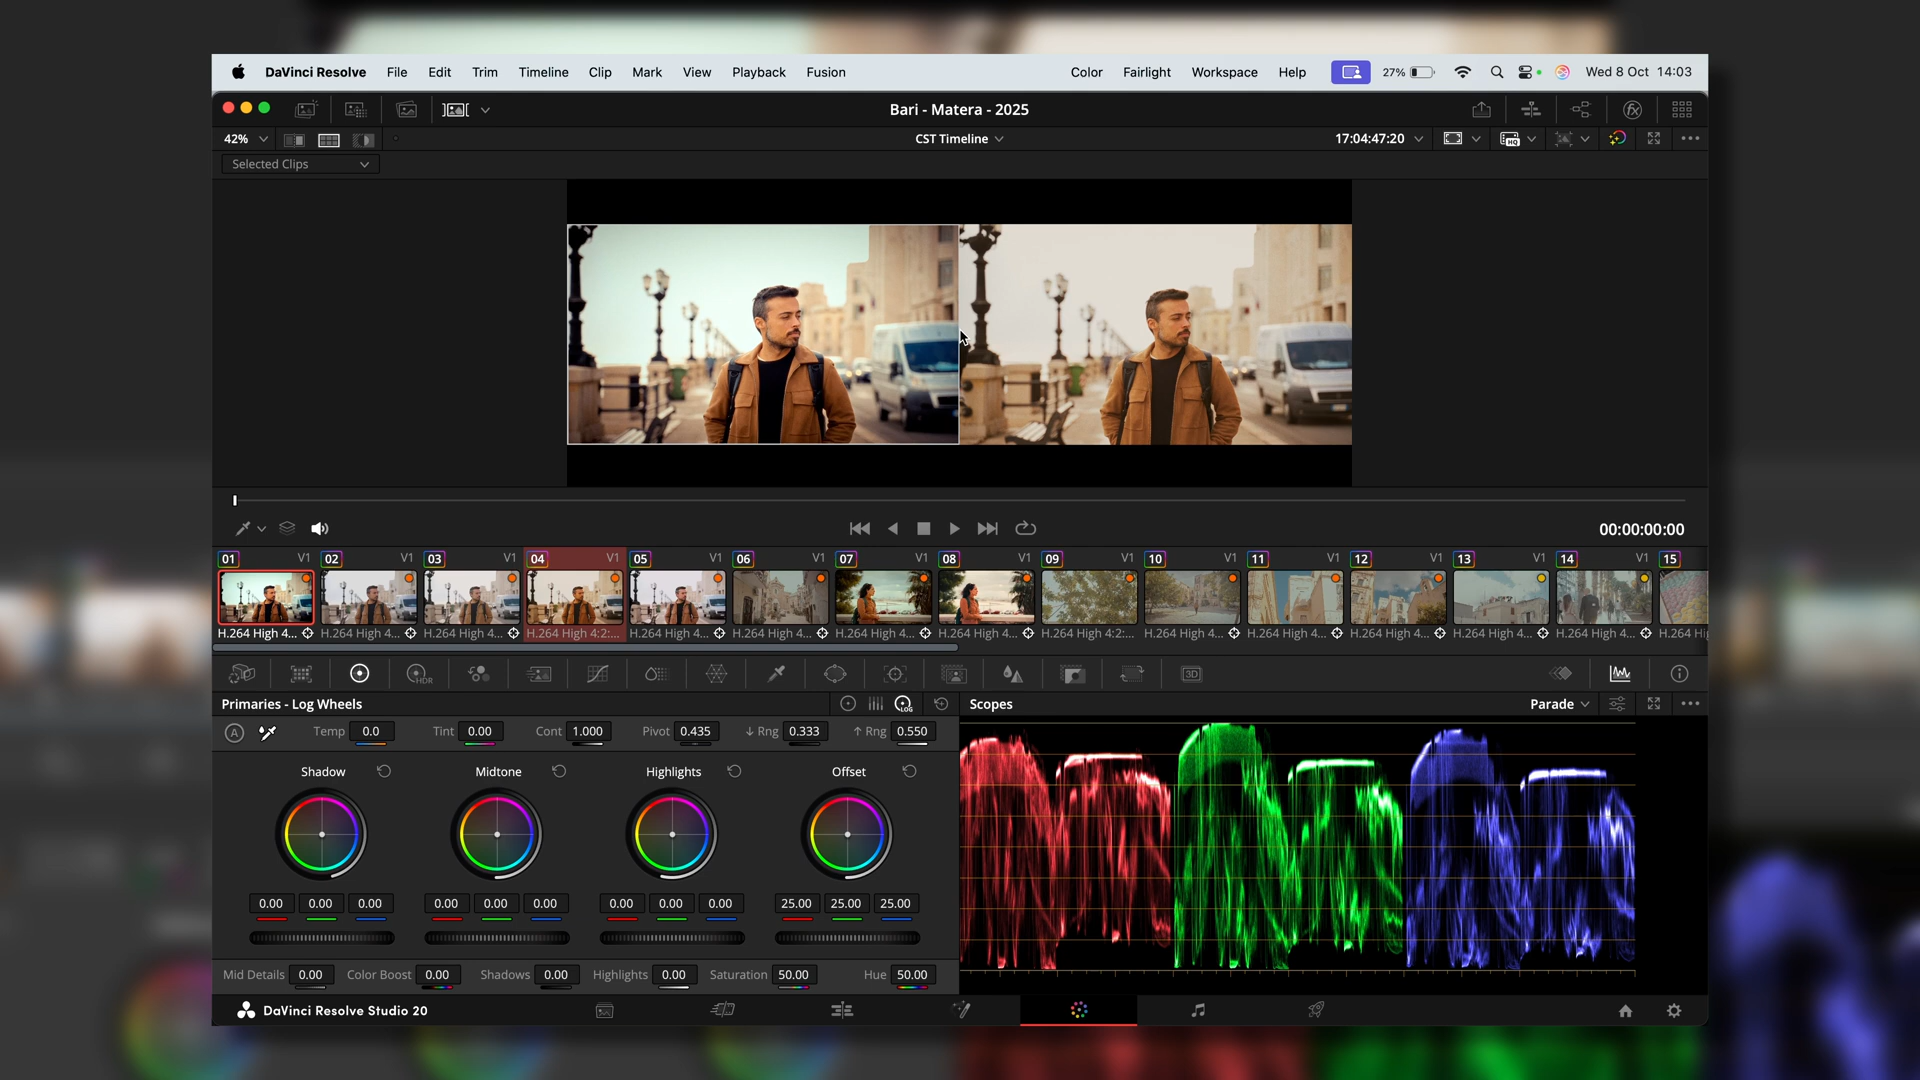 DaVinci Resolve File Edit Trim Timeline Clip Mark View Playback Fusion Color Fairlight Workspace Help 27% Wed 8 Oct 14:03
Bari - Matera - 2025
42% CST Timeline 17:04:47:20
Selected Clips
00:00:00:00
01 V1 02 V1 03 V1 04 V1 05 V1 06 V1 07 V1 08 V1 09 V1 10 V1 11 V1 12 V1 13 V1 14 V1 15
H.264 High 4... H.264 High 4... H.264 High 4... H.264 High 4:2:... H.264 High 4... H.264 High 4... H.264 High 4... H.264 High 4... H.264 High 4:2:... H.264 High 4... H.264 High 4... H.264 High 4... H.264 High 4... H.264 High 4... H.264 Hi
HDR 3D
Primaries - Log Wheels LOG Scopes Parade
A Temp 0.0 Tint 0.00 Cont 1.000 Pivot 0.435 ↓ Rng 0.333 ↑ Rng 0.550
Shadow Midtone Highlights Offset
0.00 0.00 0.00 0.00 0.00 0.00 0.00 0.00 0.00 25.00 25.00 25.00
Mid Details 0.00 Color Boost 0.00 Shadows 0.00 Highlights 0.00 Saturation 50.00 Hue 50.00
DaVinci Resolve Studio 20